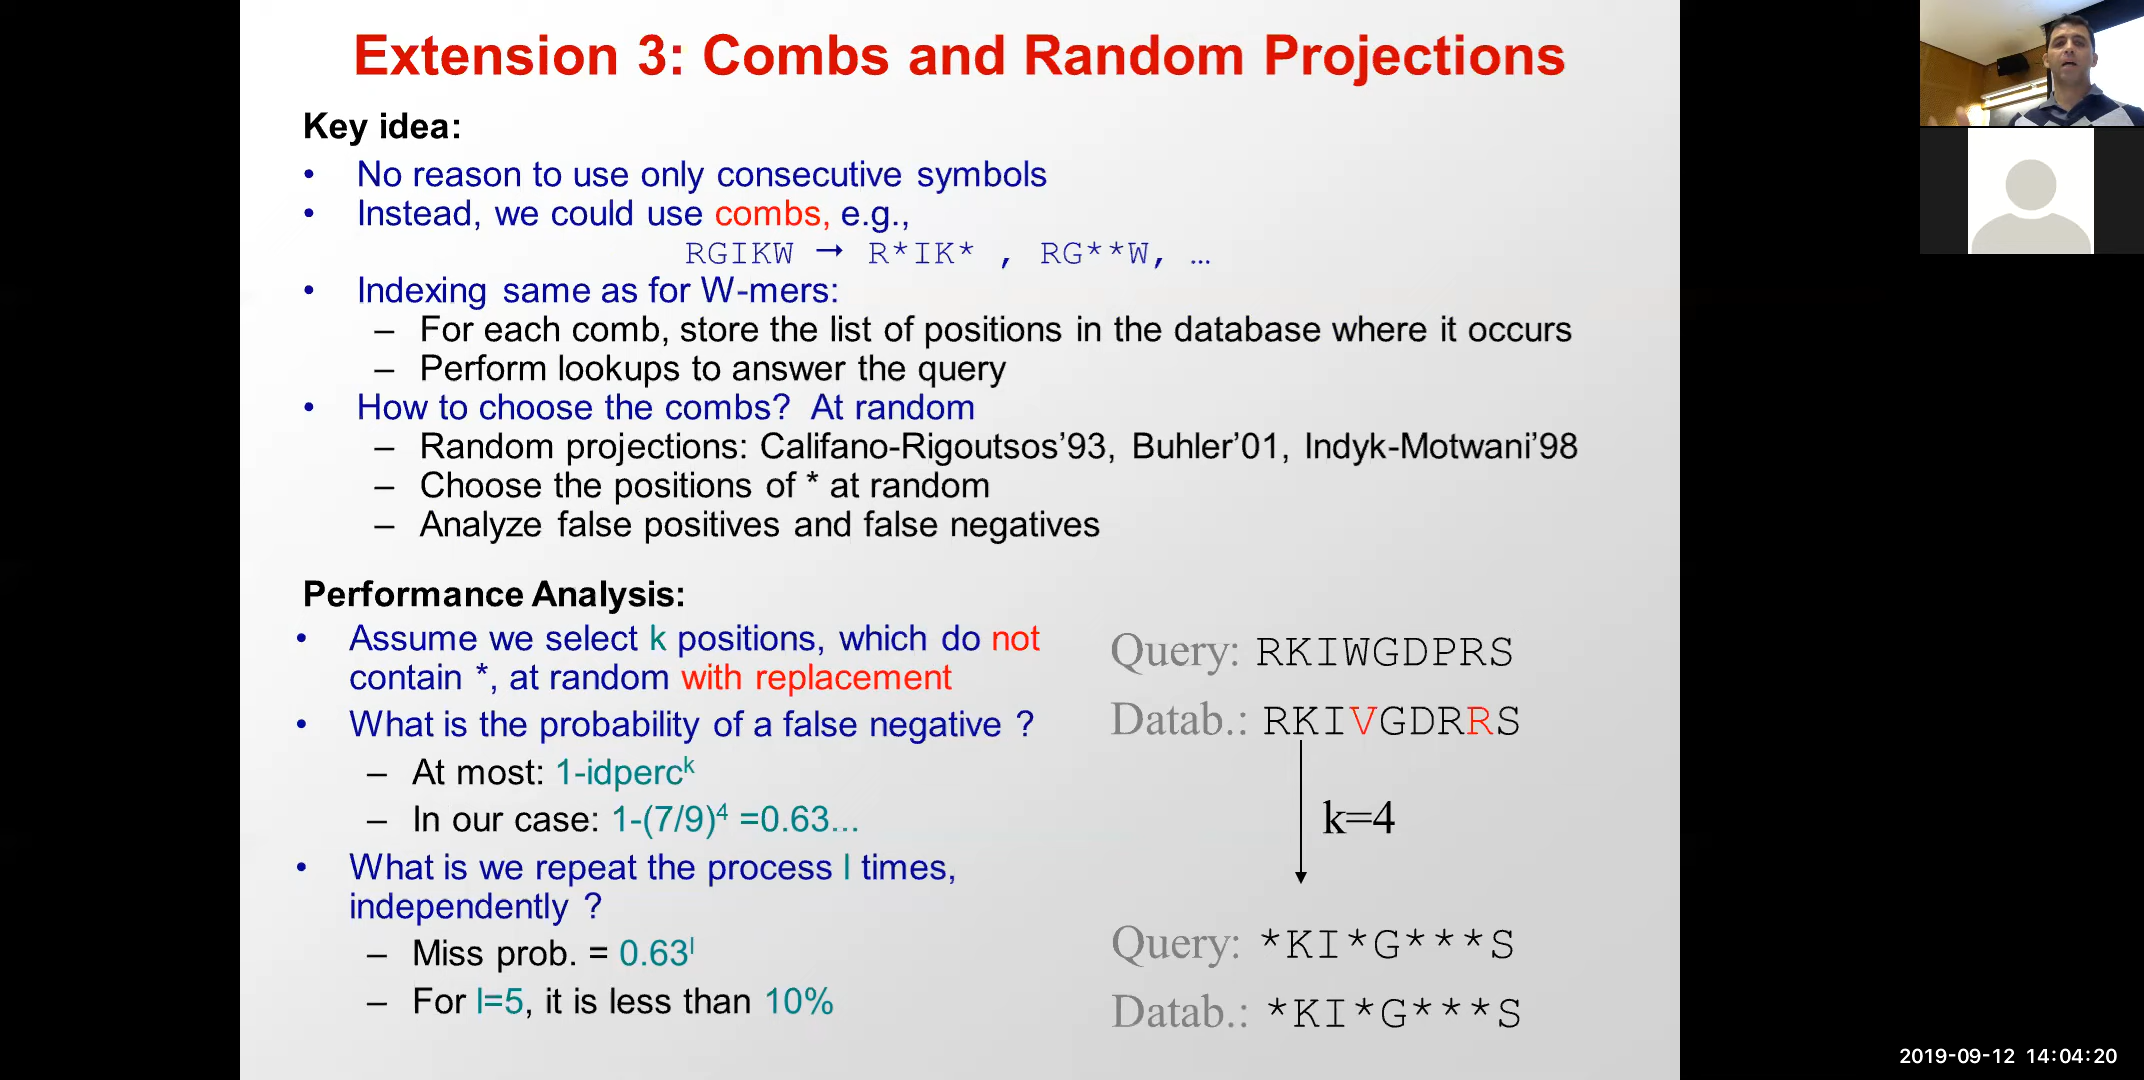 Extension 3: Combs and Random Projections
Key idea:
• No reason to use only consecutive symbols
• Instead, we could use combs, e.g.,
RGIKW → R*IK* , RG**W, …
• Indexing same as for W-mers:
– For each comb, store the list of positions in the database where it occurs
– Perform lookups to answer the query
• How to choose the combs? At random
– Random projections: Califano-Rigoutsos’93, Buhler’01, Indyk-Motwani’98
– Choose the positions of * at random
– Analyze false positives and false negatives
Performance Analysis:
• Assume we select k positions, which do not
contain *, at random with replacement
• What is the probability of a false negative ?
– At most: 1-idpercᵏ
– In our case: 1-(7/9)⁴ =0.63...
• What is we repeat the process l times,
independently ?
– Miss prob. = 0.63ˡ
– For l=5, it is less than 10%
Query: RKIWGDPRS
Datab.: RKIVGDRRS
k=4
Query: *KI*G***S
Datab.: *KI*G***S
2019-09-12 14:04:20